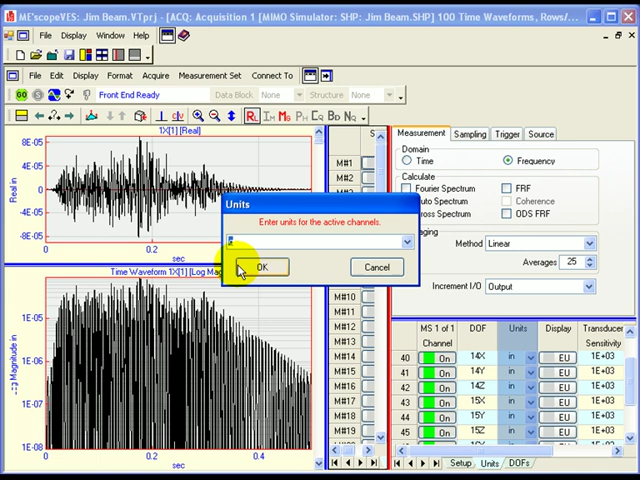 ME'scopeVES: Jim Beam.VTprj - [ACQ: Acquisition 1 [MIMO Simulator: SHP: Jim Beam.SHP] 100 Time Waveforms, Rows/...
File Display Window Help
File Edit Display Format Acquire Measurement Set Connect To
GO Front End Ready Data Block None Structure None
1X[1] [Real]
8E-05
4E-05
0
-4E-05
-8E-05
Real in
0.2
0.4
sec
Time Waveform 1X[1] [Log Mag
1E-05
1E-06
1E-07
1E-08
Magnitude in
0.2
0.4
sec
S
M#1
M#2
M#10
M#11
M#12
M#13
M#14
M#15
M#16
M#17
M#18
M#19
Units
Enter units for the active channels.
OK Cancel
Measurement Sampling Trigger Source
Domain
Time Frequency
Calculate
Fourier Spectrum FRF
uto Spectrum Coherence
oss Spectrum ODS FRF
aging
Method Linear
Averages 25
Increment I/O Output
MS 1 of 1 Channel DOF Units Display Transducer Sensitivity
40 On 14X in EU 1E+03
41 On 14Y in EU 1E+03
42 On 14Z in EU 1E+03
43 On 15X in EU 1E+03
44 On 15Y in EU 1E+03
45 On 15Z in EU 1E+03
Setup Units DOFs